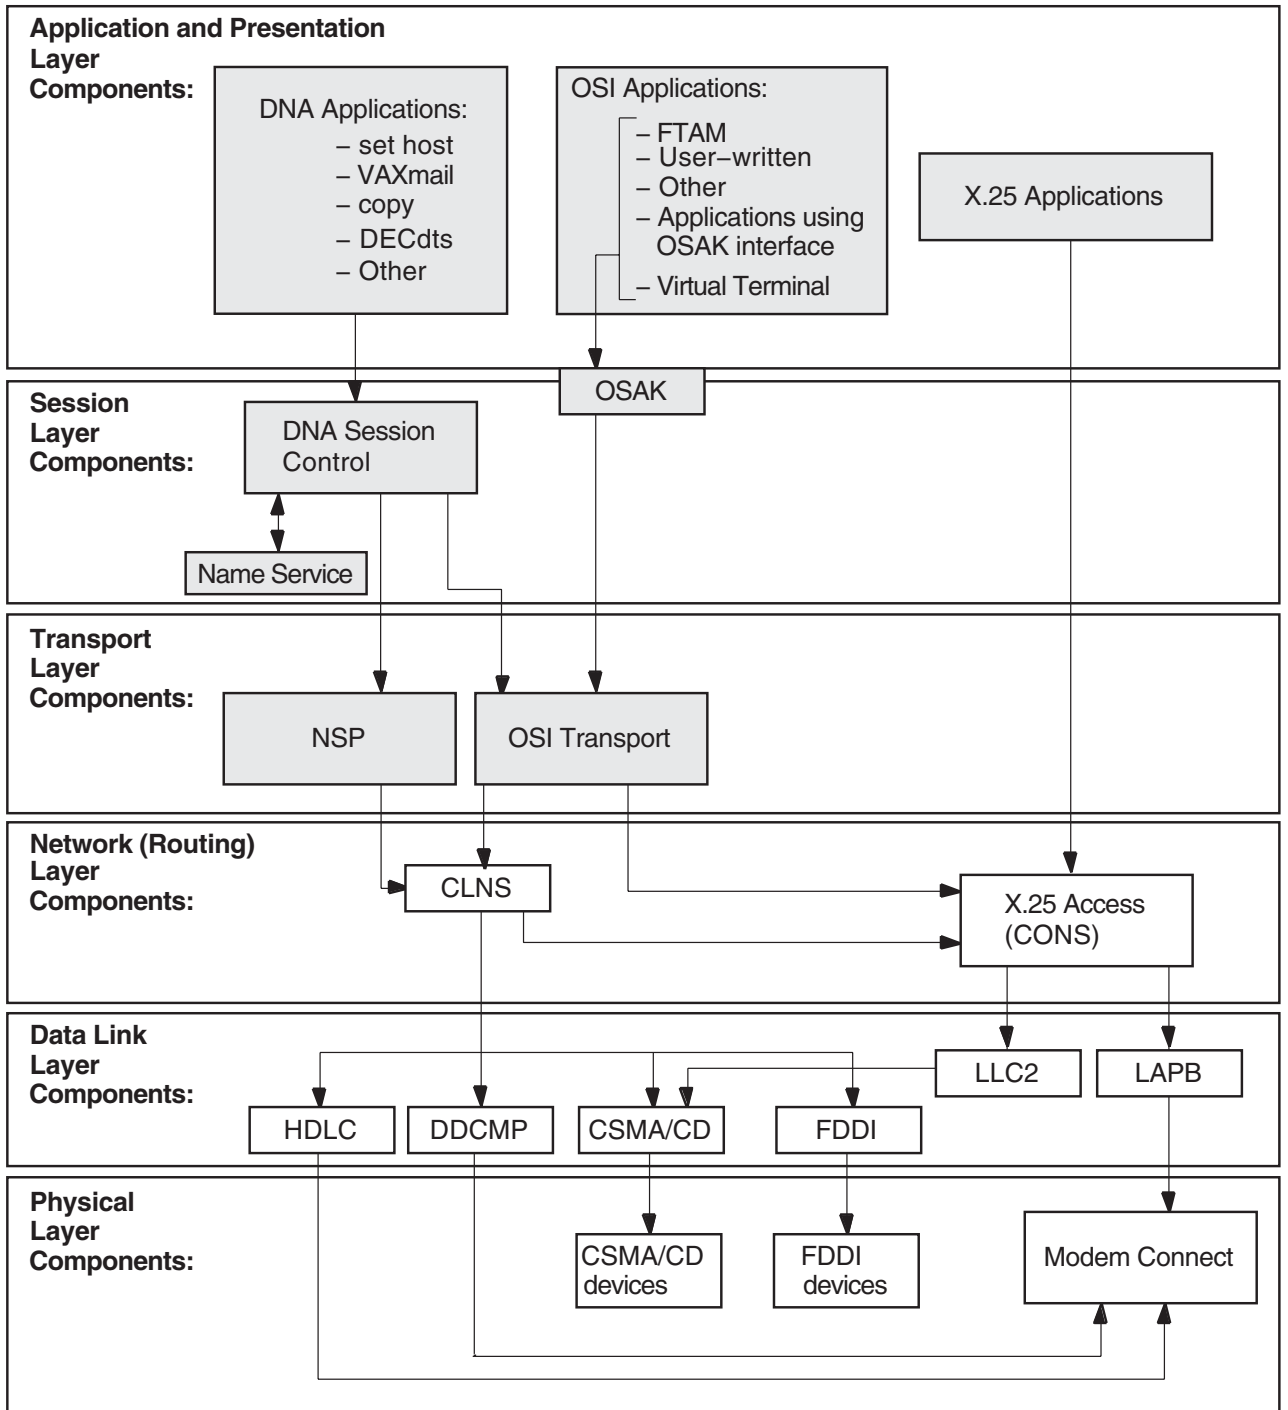 Application and Presentation
Layer
Components:
DNA Applications:
– set host
– VAXmail
– copy
– DECdts
– Other
OSI Applications:
– FTAM
– User–written
– Other
– Applications using
OSAK interface
– Virtual Terminal
X.25 Applications
Session
Layer
Components:
OSAK
DNA Session
Control
Name Service
Transport
Layer
Components:
NSP
OSI Transport
Network (Routing)
Layer
Components:
CLNS
X.25 Access
(CONS)
Data Link
Layer
Components:
LLC2
LAPB
HDLC
DDCMP
CSMA/CD
FDDI
Physical
Layer
Components:
CSMA/CD
devices
FDDI
devices
Modem Connect